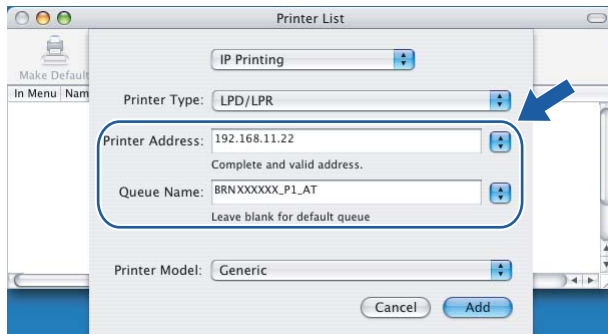 Printer List
IP Printing
Make Default
In Menu Nam
Printer Type: LPD/LPR
Printer Address: 192.168.11.22
Complete and valid address.
Queue Name: BRNXXXXXX_P1_AT
Leave blank for default queue
Printer Model: Generic
Cancel Add